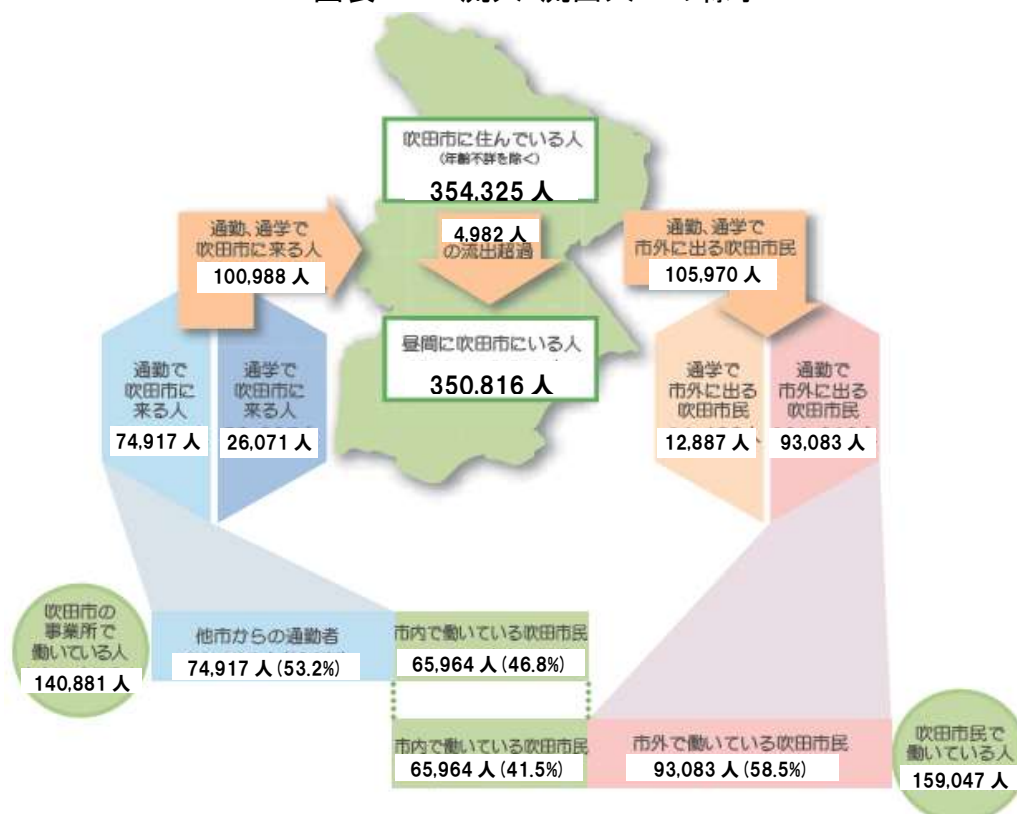 吹田市に住んでいる人
(年齢不詳を除く)
354,325 人
通勤、通学で
吹田市に来る人
100,988 人
4,982 人
の流出超過
通勤、通学で
市外に出る吹田市民
105,970 人
昼間に吹田市にいる人
350,816 人
通勤で
吹田市に
来る人
74,917 人
通学で
吹田市に
来る人
26,071 人
通学で
市外に出る
吹田市民
12,887 人
通勤で
市外に出る
吹田市民
93,083 人
吹田市の
事業所で
働いている人
140,881 人
他市からの通勤者
74,917 人 (53.2%)
市内で働いている吹田市民
65,964 人 (46.8%)
市内で働いている吹田市民
65,964 人 (41.5%)
市外で働いている吹田市民
93,083 人 (58.5%)
吹田市民で
働いている人
159,047 人